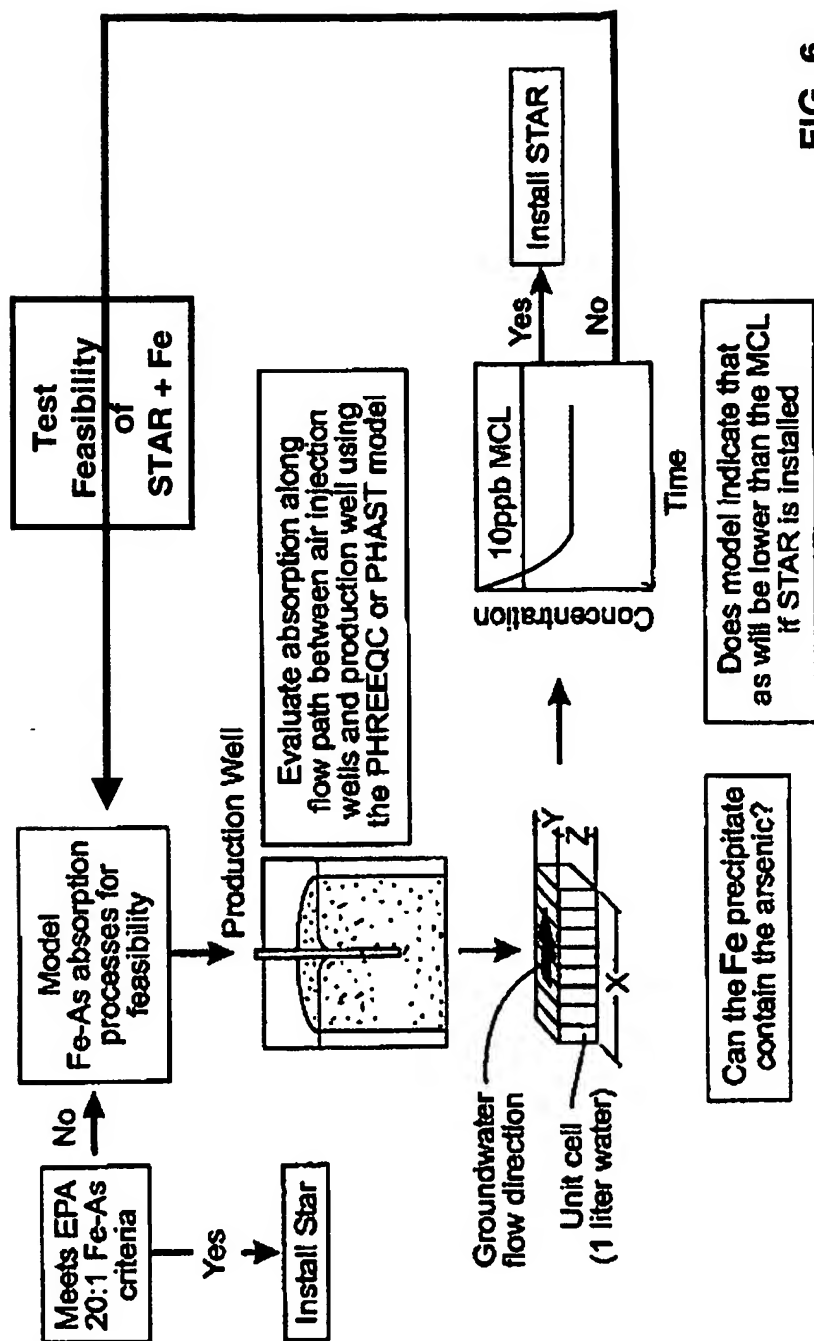 Meets EPA
20:1 Fe-As
criteria
No
Yes
Install Star
Model
Fe-As absorption
processes for
feasibility
Test
Feasibility
of
STAR + Fe
Production Well
Evaluate absorption along
flow path between air injection
wells and production well using
the PHREEQC or PHAST model
Groundwater
flow direction
Unit cell
(1 liter water)
X
Y
Z
Concentration
10ppb MCL
Time
Yes
No
Install STAR
Can the Fe precipitate
contain the arsenic?
Does model indicate that
as will be lower than the MCL
if STAR is installed